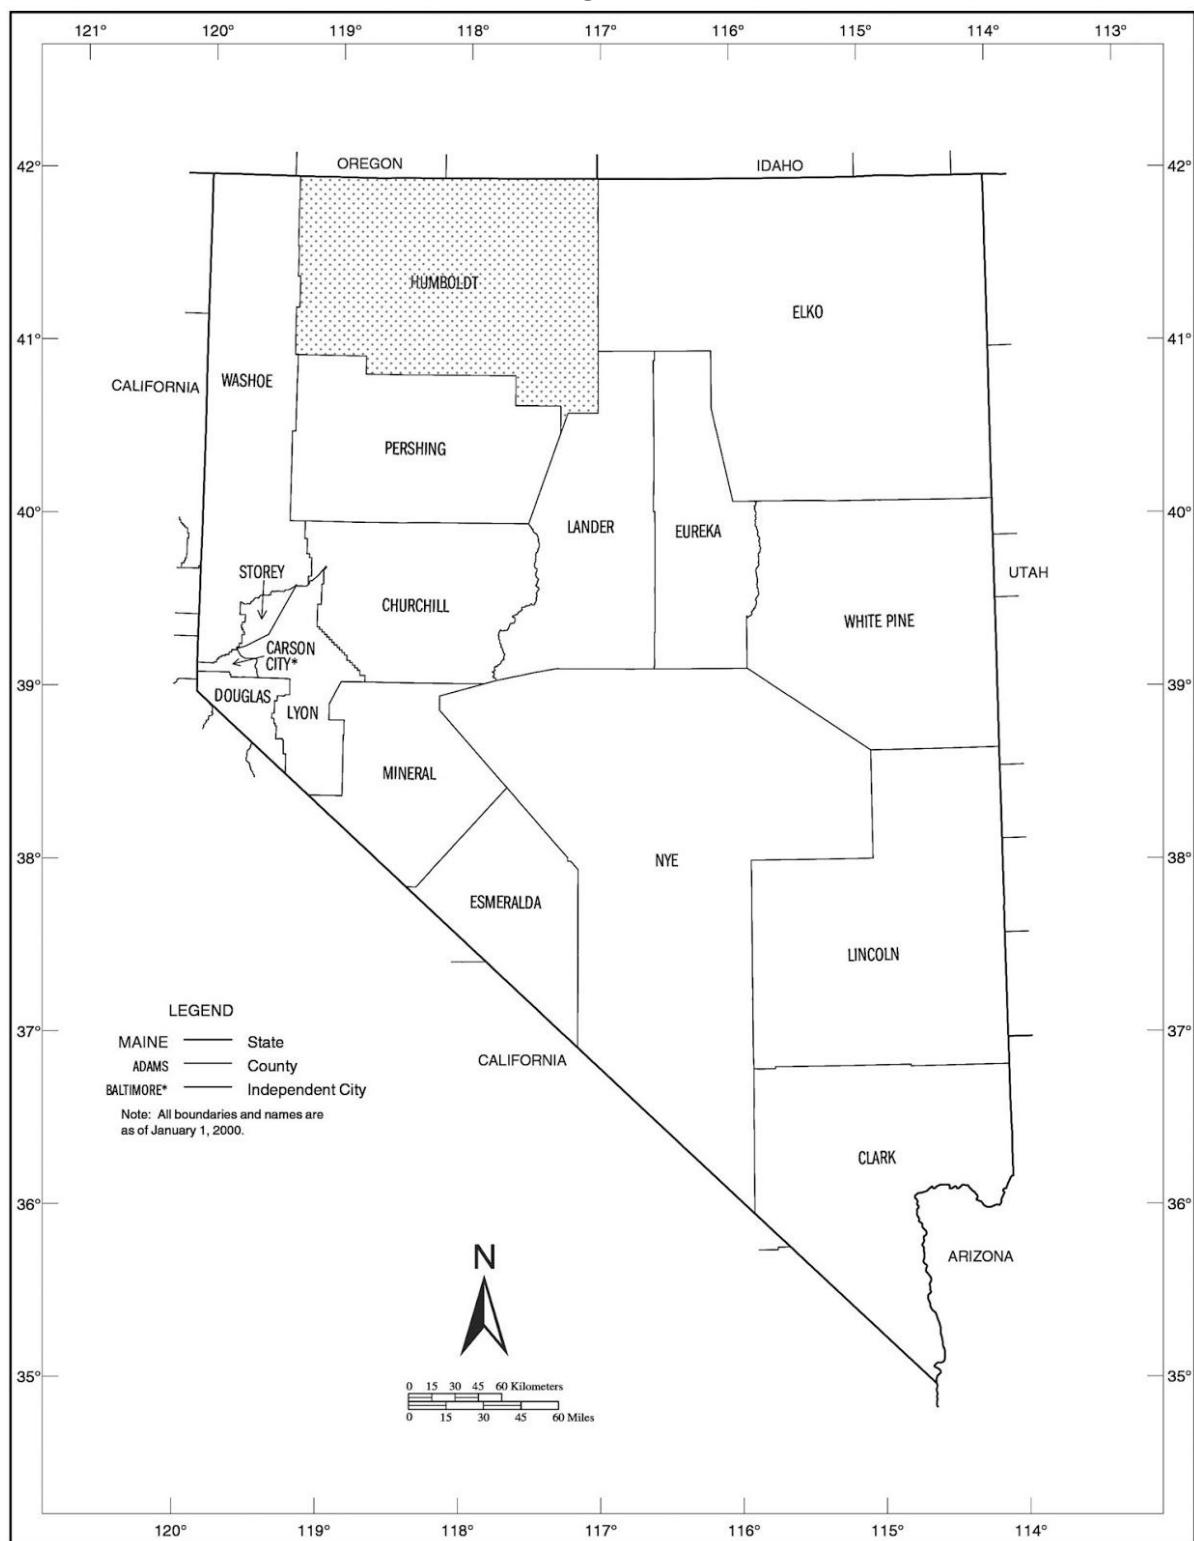 121° 120° 119° 118° 117° 116° 115° 114° 113°
OREGON IDAHO
42° 42°
HUMBOLDT
ELKO
41° 41°
WASHOE
CALIFORNIA
PERSHING
40° 40°
LANDER
EUREKA
STOREY
UTAH
CHURCHILL
WHITE PINE
CARSON
CITY*
39° 39°
DOUGLAS
LYON
MINERAL
38° 38°
NYE
ESMERALDA
LINCOLN
LEGEND
37° 37°
MAINE State
CALIFORNIA
ADAMS County
BALTIMORE* Independent City
Note: All boundaries and names are
as of January 1, 2000.
CLARK
36° 36°
ARIZONA
N
35° 35°
0 15 30 45 60 Kilometers
0 15 30 45 60 Miles
120° 119° 118° 117° 116° 115° 114°